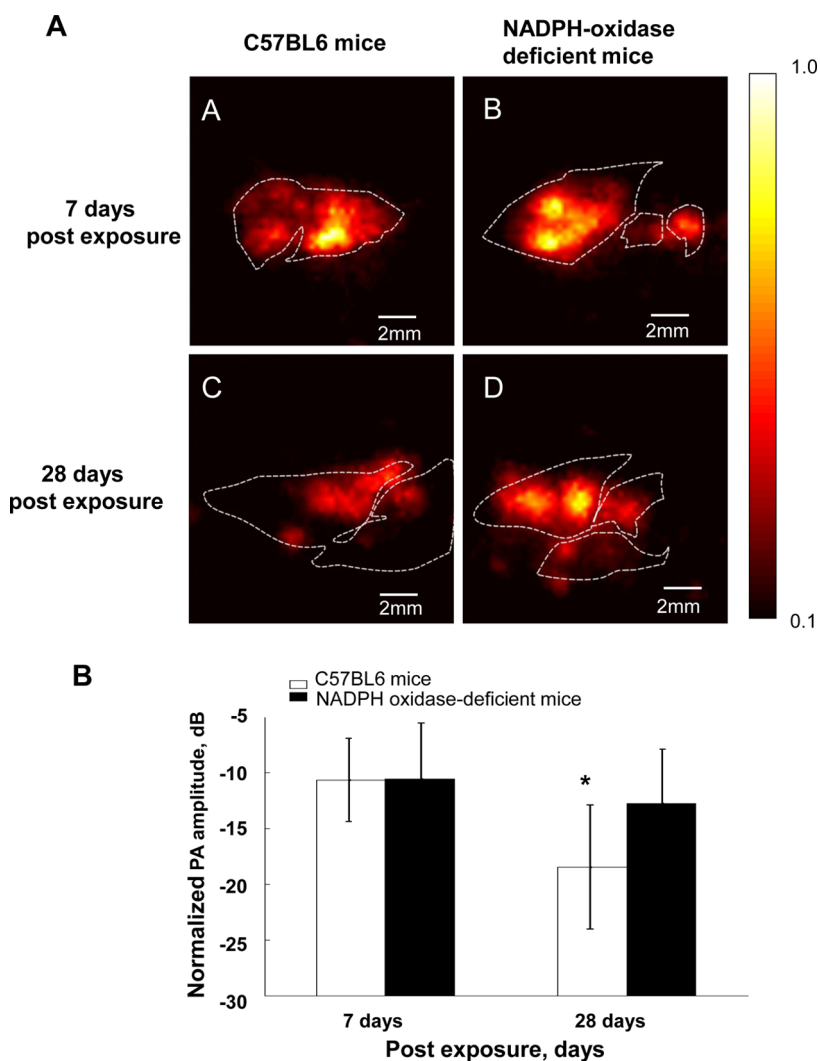 A
C57BL6 mice
NADPH-oxidase
deficient mice
A
B
1.0
7 days
post exposure
2mm
2mm
C
D
28 days
post exposure
2mm
2mm
0.1
B
C57BL6 mice
NADPH oxidase-deficient mice
Normalized PA amplitude, dB
-5
-10
-15
-20
-25
-30
*
7 days
28 days
Post exposure, days